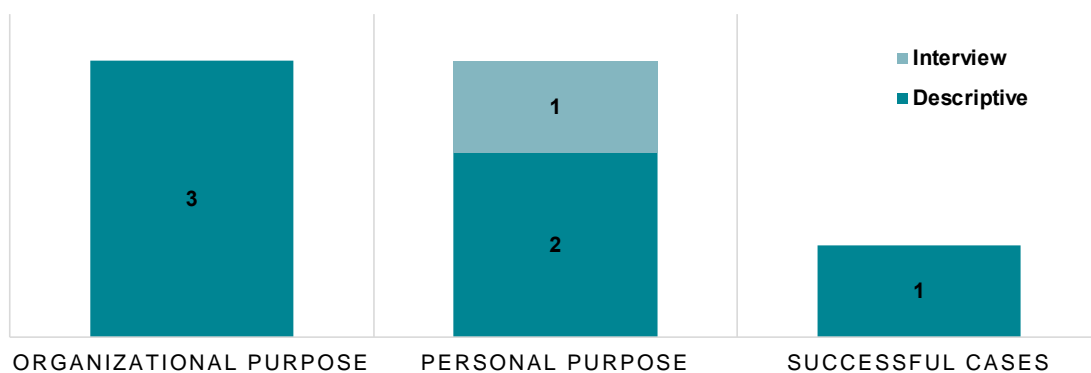 Interview
Descriptive
1
3
2
1
ORGANIZATIONAL PURPOSE
PERSONAL PURPOSE
SUCCESSFUL CASES